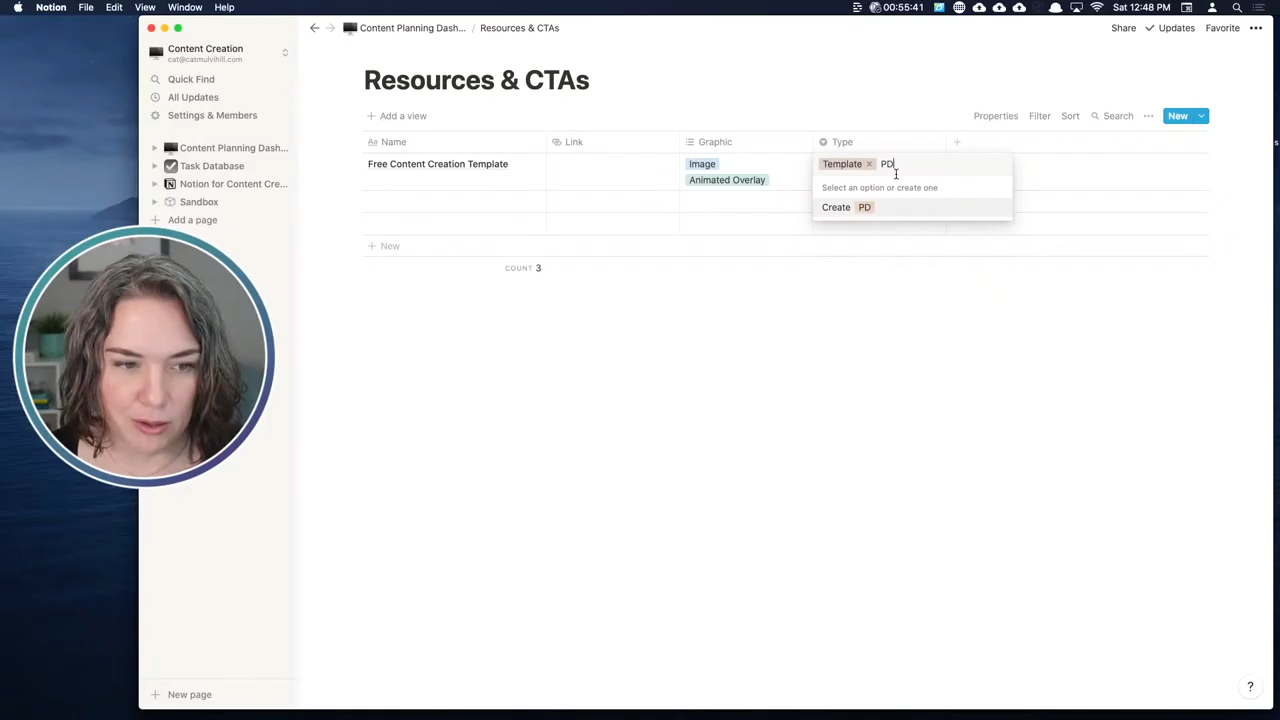 Notion File Edit View Window Help
00:55:41
Sat 12:48 PM
Content Creation
cat@catmulvihill.com
Quick Find
All Updates
Settings & Members
Content Planning Dash...
Task Database
Notion for Content Cre...
Sandbox
Add a page
New page
Content Planning Dash... / Resources & CTAs
Share Updates Favorite
Resources & CTAs
Add a view
Properties Filter Sort Search New
Aa Name Link Graphic Type
Free Content Creation Template Image Template PD
Animated Overlay
Select an option or create one
Create PD
New
COUNT 3
?